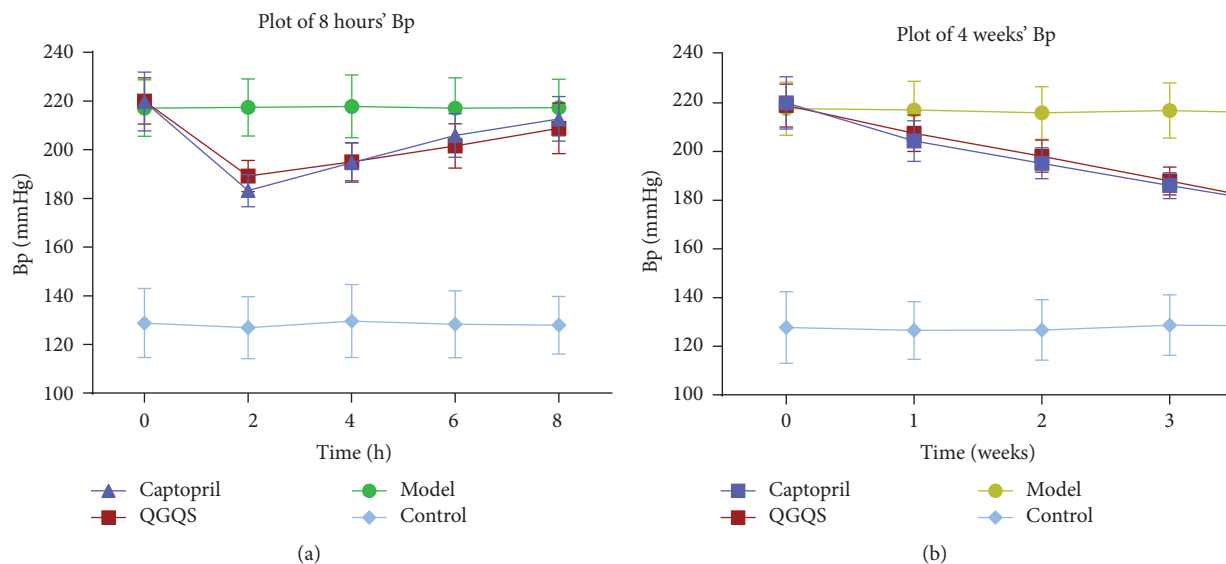 Plot of 8 hours' Bp
240
220
200
180
160
140
120
100
Bp (mmHg)
0 2 4 6 8
Time (h)
Captopril Model
QGQS Control
(a)
Plot of 4 weeks' Bp
240
220
200
180
160
140
120
100
Bp (mmHg)
0 1 2 3
Time (weeks)
Captopril Model
QGQS Control
(b)